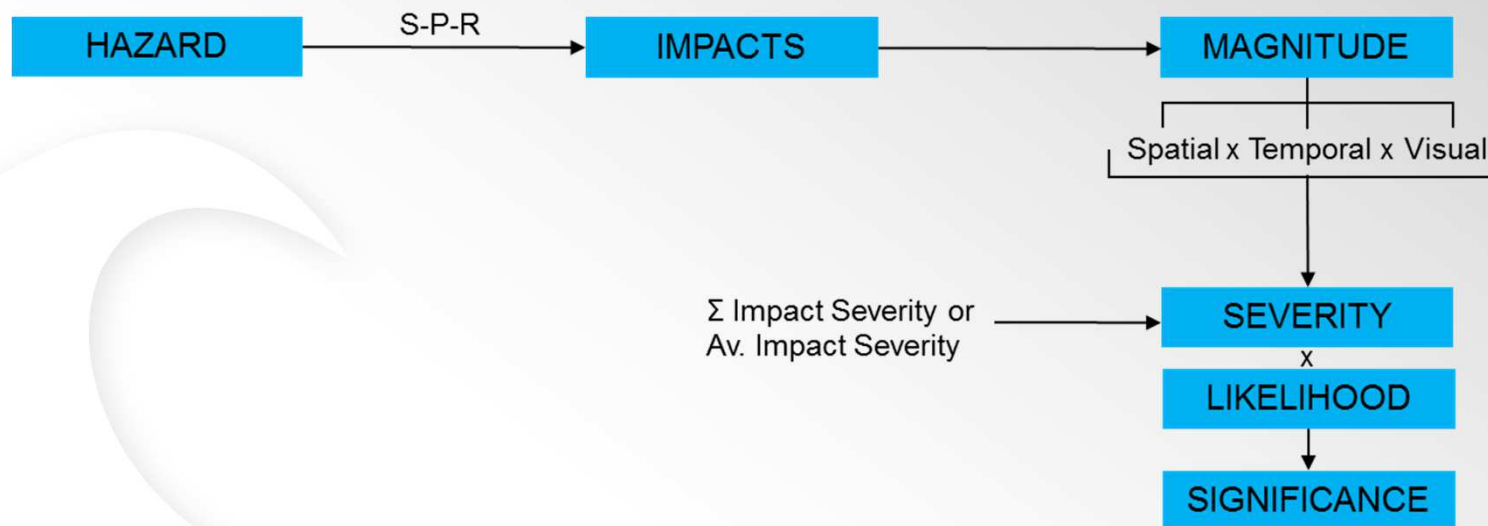 HAZARD
S-P-R
IMPACTS
MAGNITUDE
Spatial x Temporal x Visual
Σ Impact Severity or
Av. Impact Severity
SEVERITY
x
LIKELIHOOD
SIGNIFICANCE